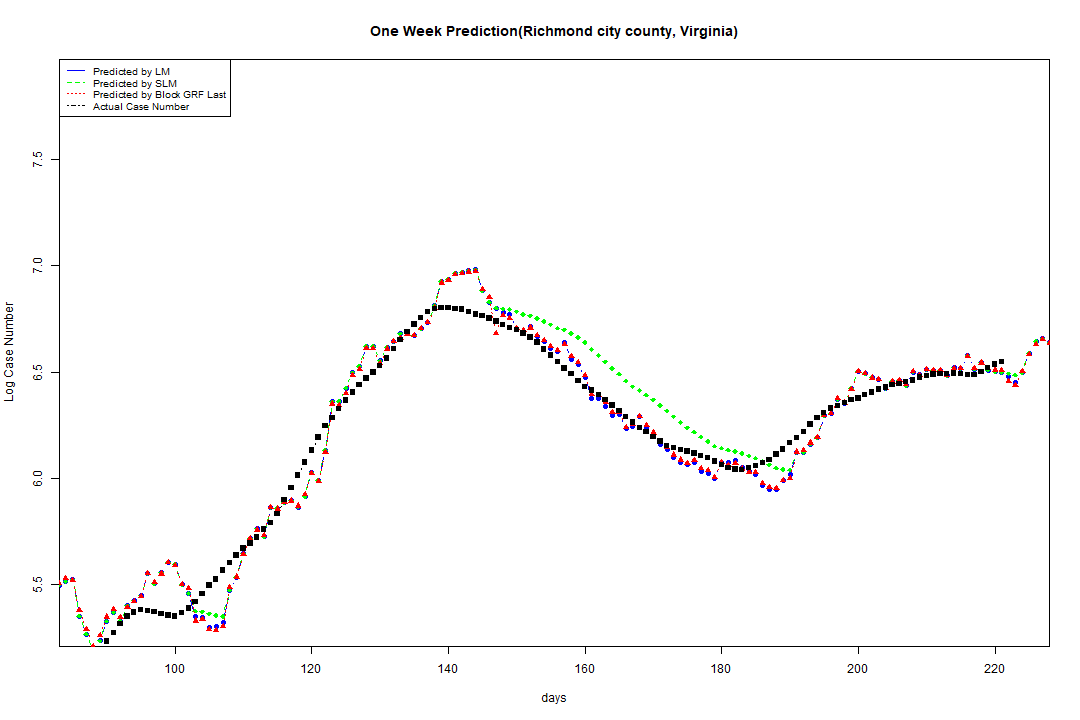 One Week Prediction(Richmond city county, Virginia)
Predicted by LM
Predicted by SLM
Predicted by Block GRF Last
Actual Case Number
7.5
7.0
6.5
6.0
5.5
Log Case Number
100 120 140 160 180 200 220
days